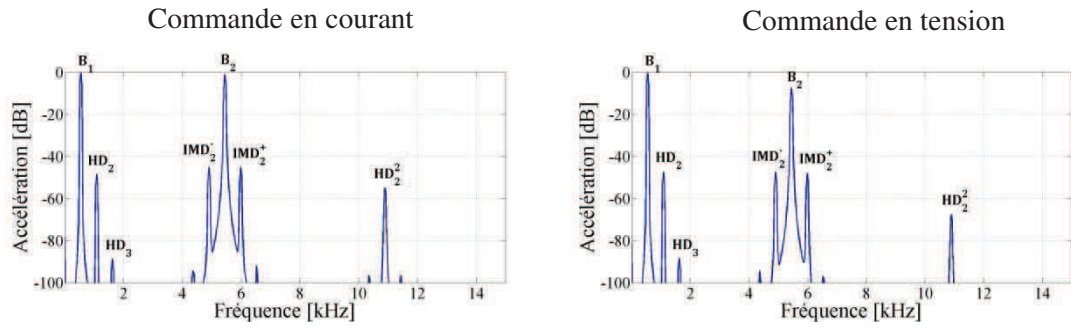 Commande en courant
B₁
B₂
IMD₂⁻
IMD₂⁺
HD₂
HD₂²
HD₃
0
-20
-40
-60
-80
-100
2
4
6
8
10
12
14
Accélération [dB]
Fréquence [kHz]
Commande en tension
B₁
B₂
HD₂
IMD₂⁻
IMD₂⁺
HD₂²
HD₃
0
-20
-40
-60
-80
-100
2
4
6
8
10
12
14
Accélération [dB]
Fréquence [kHz]